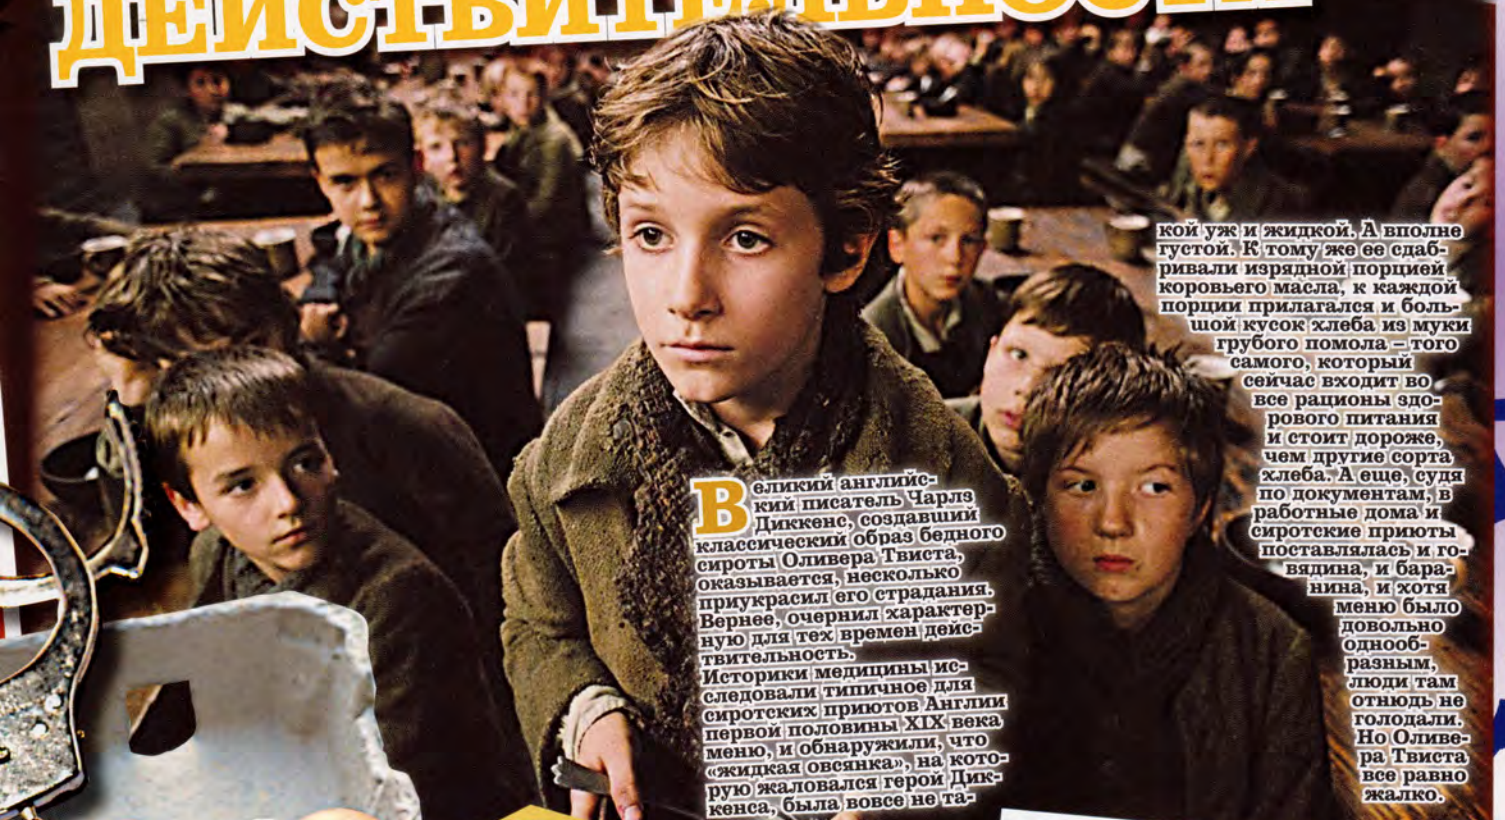 ДЕЙСТВИТЕЛЬНОСТИ
Великий английс-
кий писатель Чарлз
Диккенс, создавший
классический образ бедного
сироты Оливера Твиста,
оказывается, несколько
приукрасил его страдания.
Вернее, очернил характер-
ную для тех времен дейс-
твительность.
Историки медицины ис-
следовали типичное для
сиротских приютов Англии
первой половины XIX века
меню, и обнаружили, что
«жидкая овсянка», на кото-
рую жаловался герой Дик-
кенса, была вовсе не та-
кой уж и жидкой. А вполне
густой. К тому же ее сдаб-
ривали изрядной порцией
коровьего масла, к каждой
порции прилагался и боль-
шой кусок хлеба из муки
грубого помола – того
самого, который
сейчас входит во
все рационы здо-
рового питания
и стоит дороже,
чем другие сорта
хлеба. А еще, судя
по документам, в
работные дома и
сиротские приюты
поставлялась и го-
вядина, и бара-
нина, и хотя
меню было
довольно
однооб-
разным,
люди там
отнюдь не
голодали.
Но Оливе-
ра Твиста
все равно
жалко.